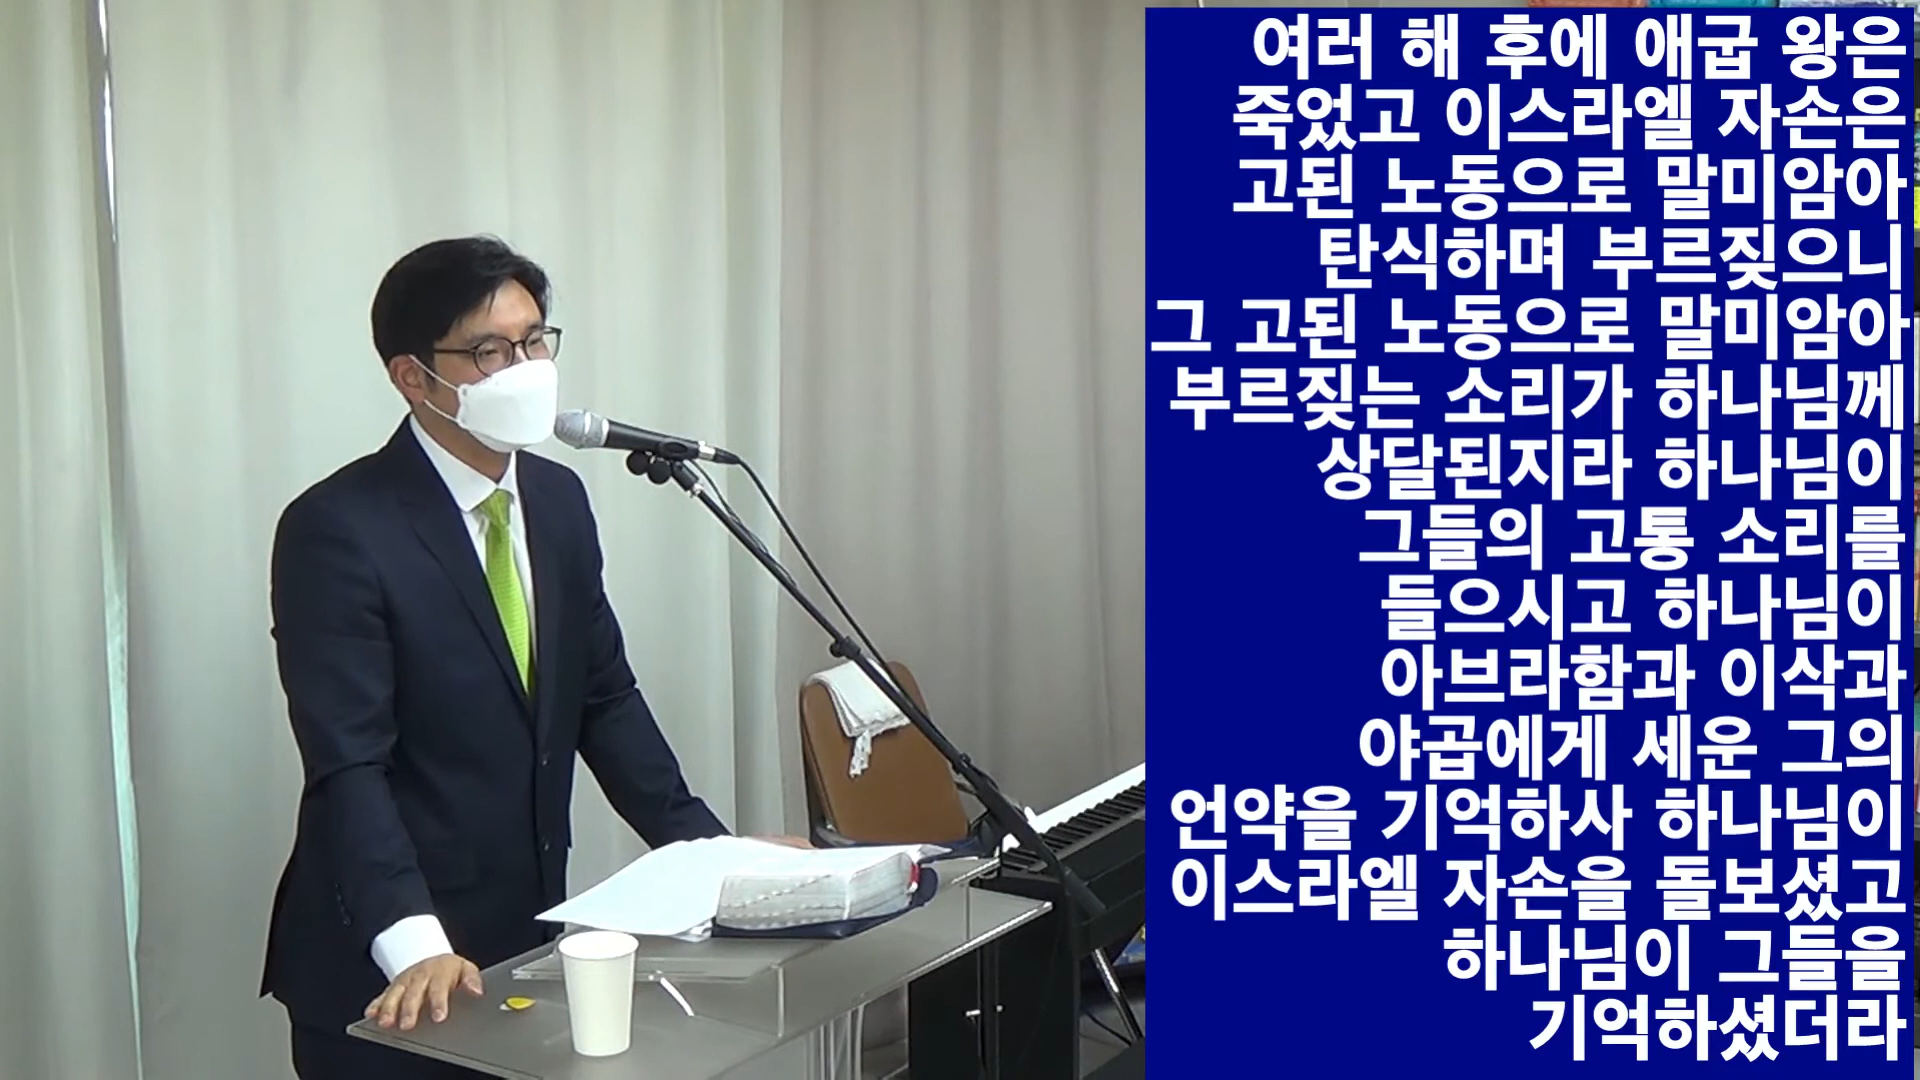 여러 해 후에 애굽 왕은
죽었고 이스라엘 자손은
고된 노동으로 말미암아
탄식하며 부르짖으니
그 고된 노동으로 말미암아
부르짖는 소리가 하나님께
상달된지라 하나님이
그들의 고통 소리를
들으시고 하나님이
아브라함과 이삭과
야곱에게 세운 그의
언약을 기억하사 하나님이
이스라엘 자손을 돌보셨고
하나님이 그들을
기억하셨더라